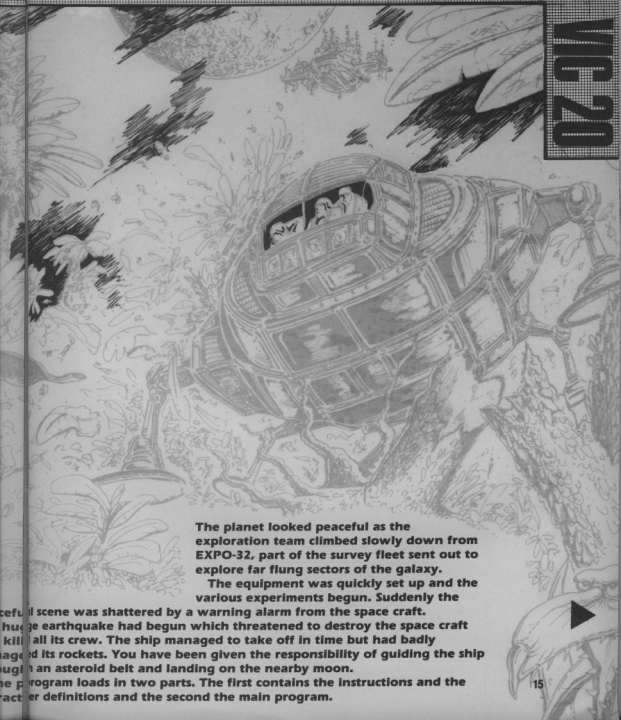 VIC 20
The planet looked peaceful as the
exploration team climbed slowly down from
EXPO-32, part of the survey fleet sent out to
explore far flung sectors of the galaxy.
The equipment was quickly set up and the
various experiments begun. Suddenly the
scene was shattered by a warning alarm from the space craft.
huge earthquake had begun which threatened to destroy the space craft
kill all its crew. The ship managed to take off in time but had badly
its rockets. You have been given the responsibility of guiding the ship
an asteroid belt and landing on the nearby moon.
program loads in two parts. The first contains the instructions and the
definitions and the second the main program.
15